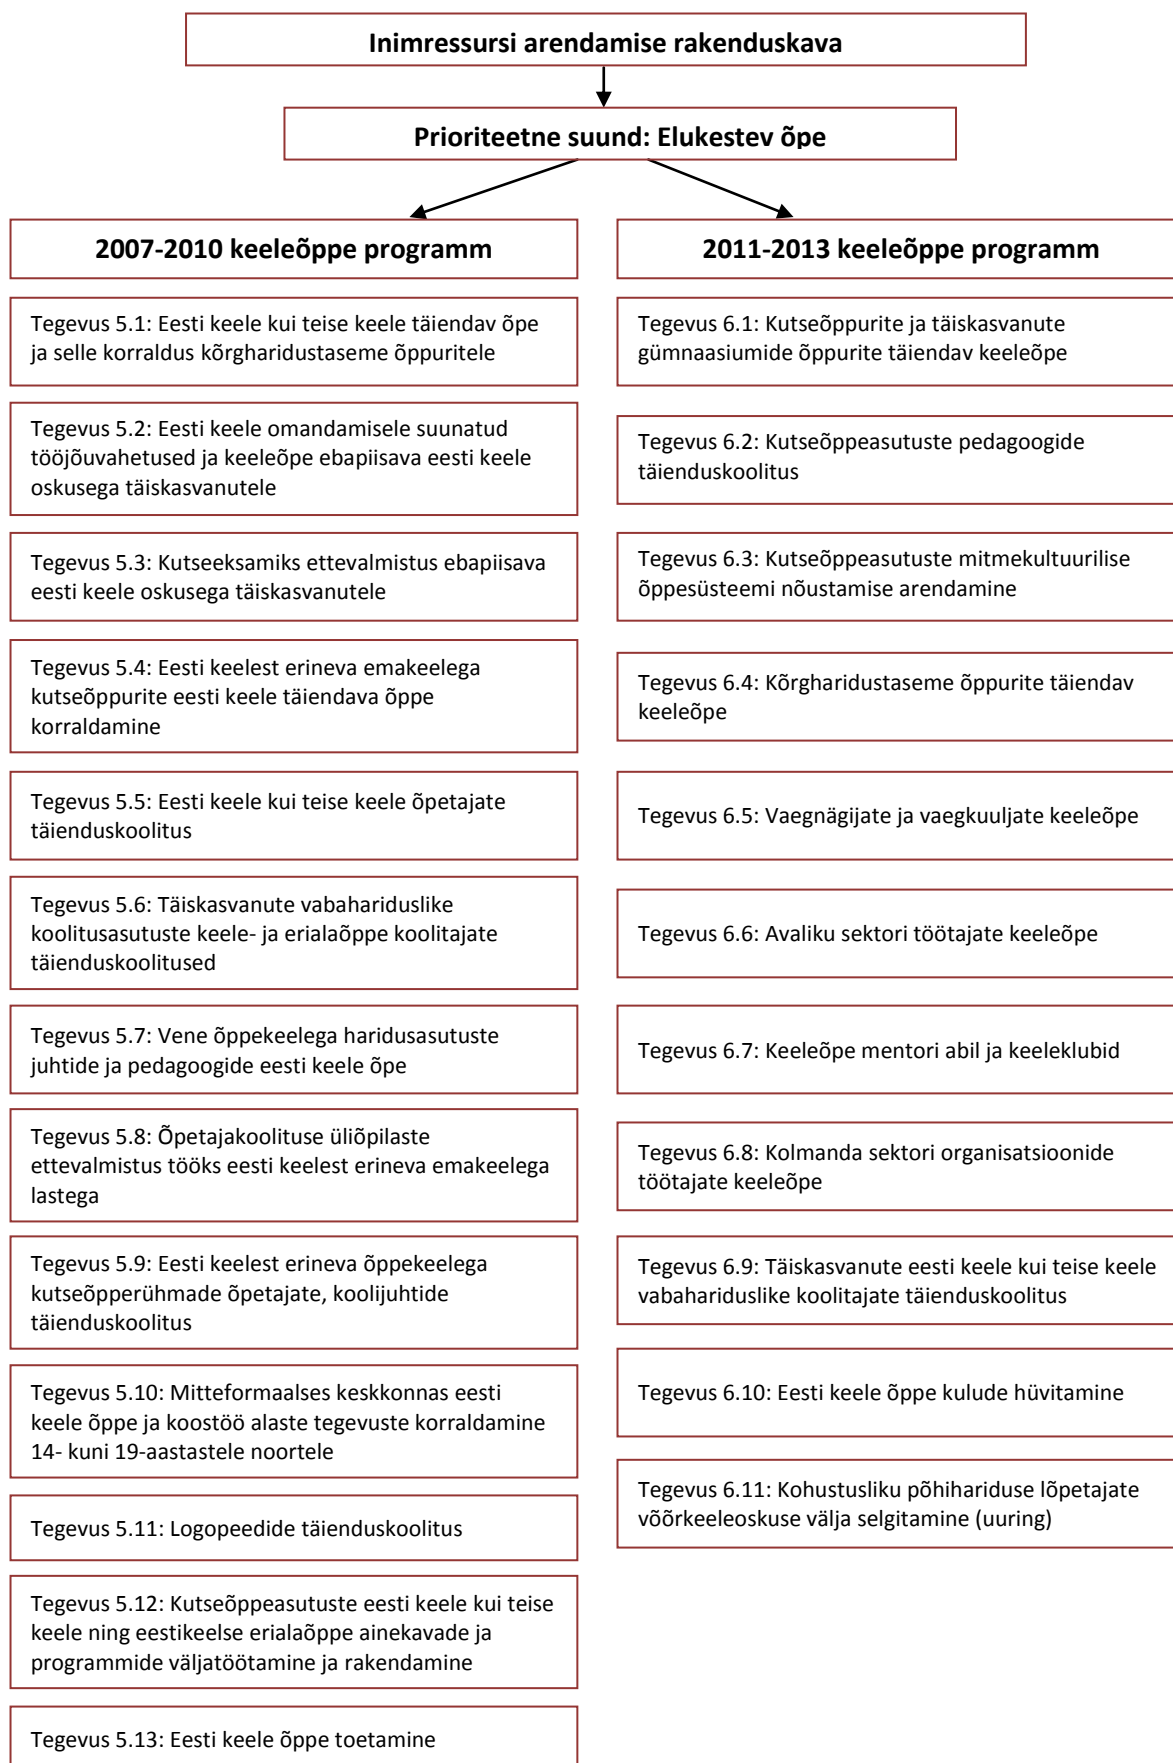 Inimressursi arendamise rakenduskava
Prioriteetne suund: Elukestev õpe
2007-2010 keeleõppe programm
Tegevus 5.1: Eesti keele kui teise keele täiendav õpe
ja selle korraldus kõrgharidustaseme õppuritele
Tegevus 5.2: Eesti keele omandamisele suunatud
tööjõuvahetused ja keeleõpe ebapiisava eesti keele
oskusega täiskasvanutele
Tegevus 5.3: Kutseeksamiks ettevalmistus ebapiisava
eesti keele oskusega täiskasvanutele
Tegevus 5.4: Eesti keelest erineva emakeelega
kutseõppurite eesti keele täiendava õppe
korraldamine
Tegevus 5.5: Eesti keele kui teise keele õpetajate
täienduskoolitus
Tegevus 5.6: Täiskasvanute vabahariduslike
koolitusasutuste keele- ja erialaõppe koolitajate
täienduskoolitused
Tegevus 5.7: Vene õppekeelega haridusasutuste
juhtide ja pedagoogide eesti keele õpe
Tegevus 5.8: Õpetajakoolituse üliõpilaste
ettevalmistus tööks eesti keelest erineva emakeelega
lastega
Tegevus 5.9: Eesti keelest erineva õppekeelega
kutseõpperühmade õpetajate, koolijuhtide
täienduskoolitus
Tegevus 5.10: Mitteformaalses keskkonnas eesti
keele õppe ja koostöö alaste tegevuste korraldamine
14- kuni 19-aastastele noortele
Tegevus 5.11: Logopeedide täienduskoolitus
Tegevus 5.12: Kutseõppeasutuste eesti keele kui teise
keele ning eestikeelse erialaõppe ainekavade ja
programmide väljatöötamine ja rakendamine
Tegevus 5.13: Eesti keele õppe toetamine
2011-2013 keeleõppe programm
Tegevus 6.1: Kutseõppurite ja täiskasvanute
gümnaasiumide õppurite täiendav keeleõpe
Tegevus 6.2: Kutseõppeasutuste pedagoogide
täienduskoolitus
Tegevus 6.3: Kutseõppeasutuste mitmekultuurilise
õppesüsteemi nõustamise arendamine
Tegevus 6.4: Kõrgharidustaseme õppurite täiendav
keeleõpe
Tegevus 6.5: Vaegnägijate ja vaegkuuljate keeleõpe
Tegevus 6.6: Avaliku sektori töötajate keeleõpe
Tegevus 6.7: Keeleõpe mentori abil ja keeleklubid
Tegevus 6.8: Kolmanda sektori organisatsioonide
töötajate keeleõpe
Tegevus 6.9: Täiskasvanute eesti keele kui teise keele
vabahariduslike koolitajate täienduskoolitus
Tegevus 6.10: Eesti keele õppe kulude hüvitamine
Tegevus 6.11: Kohustusliku põhihariduse lõpetajate
võõrkeeleoskuse välja selgitamine (uuring)